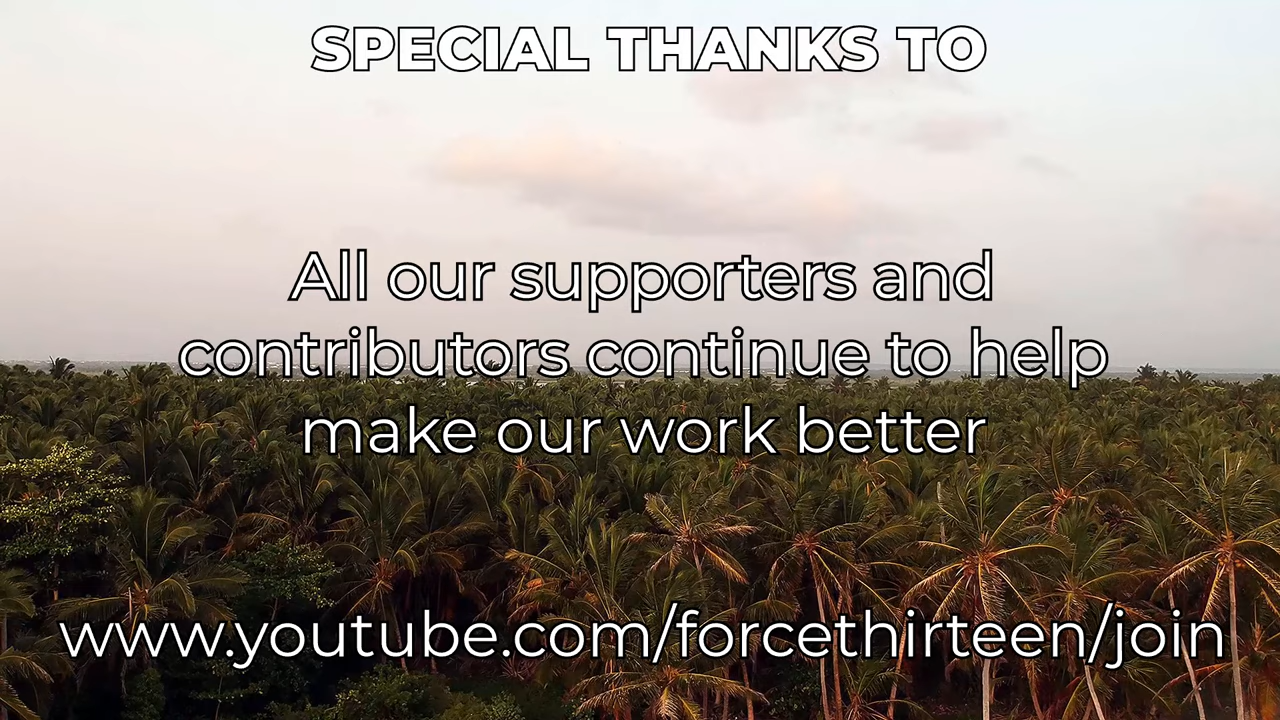 SPECIAL THANKS TO
All our supporters and
contributors continue to help
make our work better
www.youtube.com/forcethirteen/join